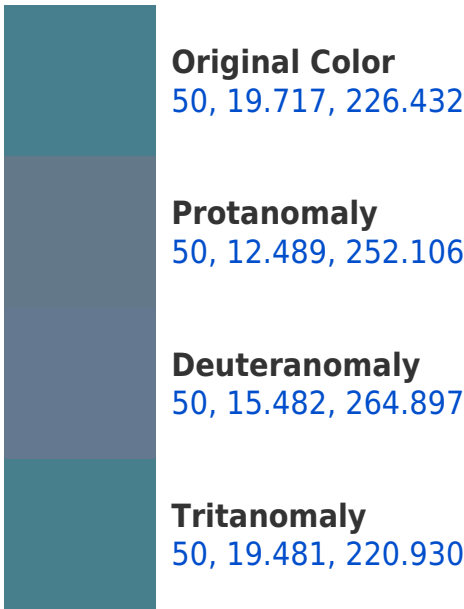 Original Color
50, 19.717, 226.432
Protanomaly
50, 12.489, 252.106
Deuteranomaly
50, 15.482, 264.897
Tritanomaly
50, 19.481, 220.930